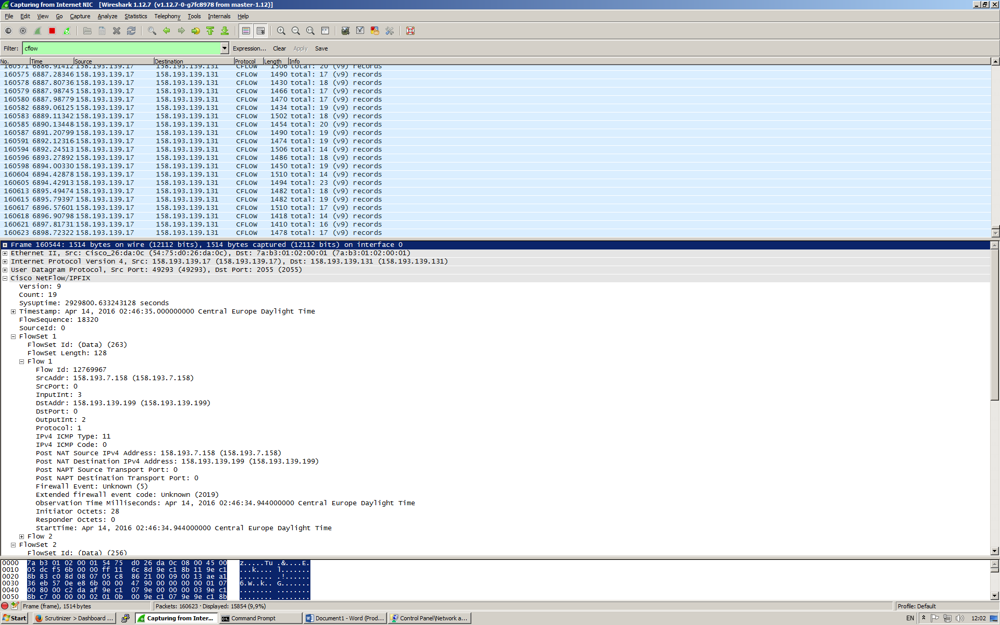 Capturing from Internet NIC   [Wireshark 1.12.7  (v1.12.7-0-g7fc8978 from master-1.12)]
File Edit View Go Capture Analyze Statistics Telephony Tools Internals Help
Filter: cflow Expression... Clear Apply Save
No. Time Source Destination Protocol Length Info
160571 6886.91412 158.193.139.17 158.193.139.131 CFLOW 1506 total: 20 (v9) records
160575 6887.28346 158.193.139.17 158.193.139.131 CFLOW 1490 total: 17 (v9) records
160578 6887.80736 158.193.139.17 158.193.139.131 CFLOW 1430 total: 18 (v9) records
160579 6887.98745 158.193.139.17 158.193.139.131 CFLOW 1466 total: 17 (v9) records
160580 6887.98779 158.193.139.17 158.193.139.131 CFLOW 1470 total: 17 (v9) records
160582 6889.06125 158.193.139.17 158.193.139.131 CFLOW 1434 total: 19 (v9) records
160583 6889.11342 158.193.139.17 158.193.139.131 CFLOW 1502 total: 18 (v9) records
160585 6890.13448 158.193.139.17 158.193.139.131 CFLOW 1454 total: 20 (v9) records
160587 6891.20799 158.193.139.17 158.193.139.131 CFLOW 1490 total: 19 (v9) records
160591 6892.12316 158.193.139.17 158.193.139.131 CFLOW 1474 total: 19 (v9) records
160594 6892.24513 158.193.139.17 158.193.139.131 CFLOW 1506 total: 14 (v9) records
160596 6893.27892 158.193.139.17 158.193.139.131 CFLOW 1486 total: 18 (v9) records
160598 6894.00330 158.193.139.17 158.193.139.131 CFLOW 1450 total: 19 (v9) records
160604 6894.42878 158.193.139.17 158.193.139.131 CFLOW 1510 total: 14 (v9) records
160605 6894.42913 158.193.139.17 158.193.139.131 CFLOW 1494 total: 23 (v9) records
160613 6895.49474 158.193.139.17 158.193.139.131 CFLOW 1482 total: 18 (v9) records
160615 6895.79397 158.193.139.17 158.193.139.131 CFLOW 1482 total: 19 (v9) records
160617 6896.57601 158.193.139.17 158.193.139.131 CFLOW 1510 total: 17 (v9) records
160618 6896.90798 158.193.139.17 158.193.139.131 CFLOW 1418 total: 14 (v9) records
160621 6897.81731 158.193.139.17 158.193.139.131 CFLOW 1410 total: 16 (v9) records
160623 6898.72322 158.193.139.17 158.193.139.131 CFLOW 1478 total: 17 (v9) records
Frame 160544: 1514 bytes on wire (12112 bits), 1514 bytes captured (12112 bits) on interface 0
Ethernet II, Src: Cisco_26:da:0c (54:75:d0:26:da:0c), Dst: 7a:b3:01:02:00:01 (7a:b3:01:02:00:01)
Internet Protocol Version 4, Src: 158.193.139.17 (158.193.139.17), Dst: 158.193.139.131 (158.193.139.131)
User Datagram Protocol, Src Port: 49293 (49293), Dst Port: 2055 (2055)
Cisco NetFlow/IPFIX
Version: 9
Count: 19
SysUptime: 2929800.633243128 seconds
Timestamp: Apr 14, 2016 02:46:35.000000000 Central Europe Daylight Time
FlowSequence: 18320
SourceId: 0
FlowSet 1
FlowSet Id: (Data) (263)
FlowSet Length: 128
Flow 1
Flow Id: 12769967
SrcAddr: 158.193.7.158 (158.193.7.158)
SrcPort: 0
InputInt: 3
DstAddr: 158.193.139.199 (158.193.139.199)
DstPort: 0
OutputInt: 2
Protocol: 1
IPv4 ICMP Type: 11
IPv4 ICMP Code: 0
Post NAT Source IPv4 Address: 158.193.7.158 (158.193.7.158)
Post NAT Destination IPv4 Address: 158.193.139.199 (158.193.139.199)
Post NAPT Source Transport Port: 0
Post NAPT Destination Transport Port: 0
Firewall Event: Unknown (5)
Extended firewall event code: Unknown (2019)
Observation Time Milliseconds: Apr 14, 2016 02:46:34.944000000 Central Europe Daylight Time
Initiator Octets: 28
Responder Octets: 0
StartTime: Apr 14, 2016 02:46:34.944000000 Central Europe Daylight Time
Flow 2
FlowSet 2
FlowSet Id: (Data) (256)
0000 7a b3 01 02 00 01 54 75 d0 26 da 0c 08 00 45 00 z.....Tu .&....E.
0010 05 dc f5 6b 00 00 ff 11 6c 8d 9e c1 8b 11 9e c1 ...k.... l.......
0020 8b 83 c0 8d 08 07 05 c8 86 21 00 09 00 13 ae a1 ........ .!......
0030 36 eb 57 0e e8 6b 00 00 47 90 00 00 00 00 01 07 6.W..k.. G.......
0040 00 80 00 c2 da af 9e c1 07 9e 00 00 00 03 9e c1 ........ ........
0050 8b c7 00 00 00 02 01 0b 00 9e c1 07 9e 9e c1 8b ........ ........
Frame (frame), 1514 bytes Packets: 160623 · Displayed: 15854 (9,9%) Profile: Default
Start Scrutinizer > Dashboard ... Capturing from Inter... Command Prompt Document1 - Word (Prod... Control Panel\Network a... EN 12:02